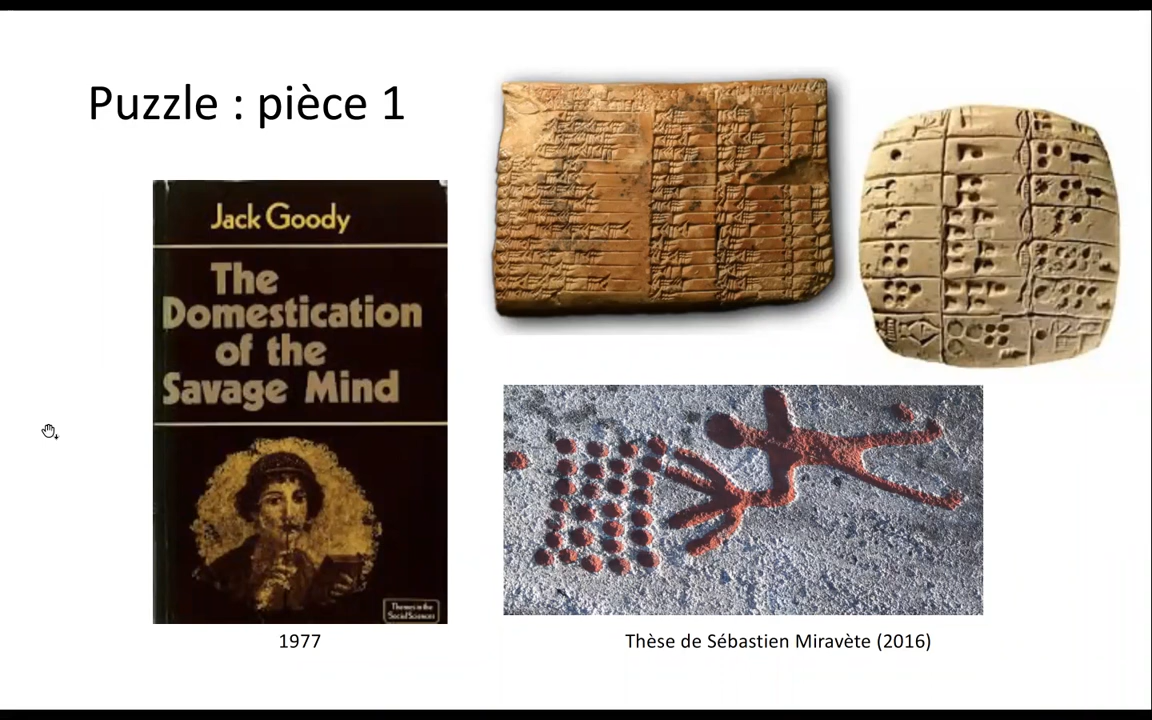 Puzzle : pièce 1
Jack Goody
The
Domestication
of the
Savage Mind
Themes in the
Social Sciences
1977
Thèse de Sébastien Miravète (2016)